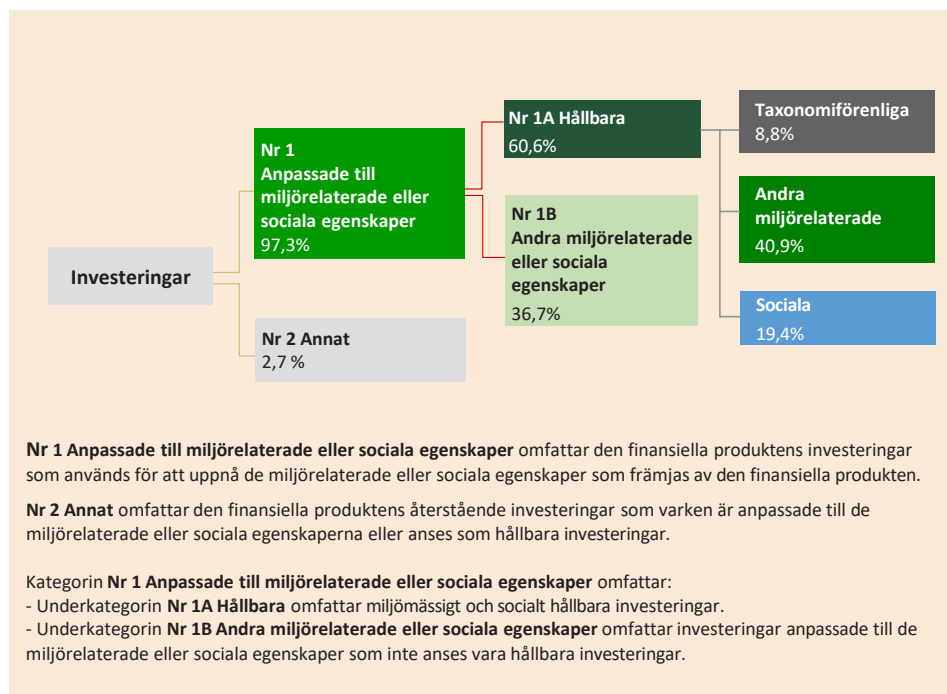 Investeringar
Nr 1
Anpassade till
miljörelaterade eller
sociala egenskaper
97,3%
Nr 2 Annat
2,7 %
Nr 1A Hållbara
60,6%
Nr 1B
Andra miljörelaterade
eller sociala
egenskaper
36,7%
Taxonomiförenliga
8,8%
Andra
miljörelaterade
40,9%
Sociala
19,4%
Nr 1 Anpassade till miljörelaterade eller sociala egenskaper omfattar den finansiella produktens investeringar
som används för att uppnå de miljörelaterade eller sociala egenskaper som främjas av den finansiella produkten.
Nr 2 Annat omfattar den finansiella produktens återstående investeringar som varken är anpassade till de
miljörelaterade eller sociala egenskaperna eller anses som hållbara investeringar.
Kategorin Nr 1 Anpassade till miljörelaterade eller sociala egenskaper omfattar:
- Underkategorin Nr 1A Hållbara omfattar miljömässigt och socialt hållbara investeringar.
- Underkategorin Nr 1B Andra miljörelaterade eller sociala egenskaper omfattar investeringar anpassade till de
miljörelaterade eller sociala egenskaper som inte anses vara hållbara investeringar.